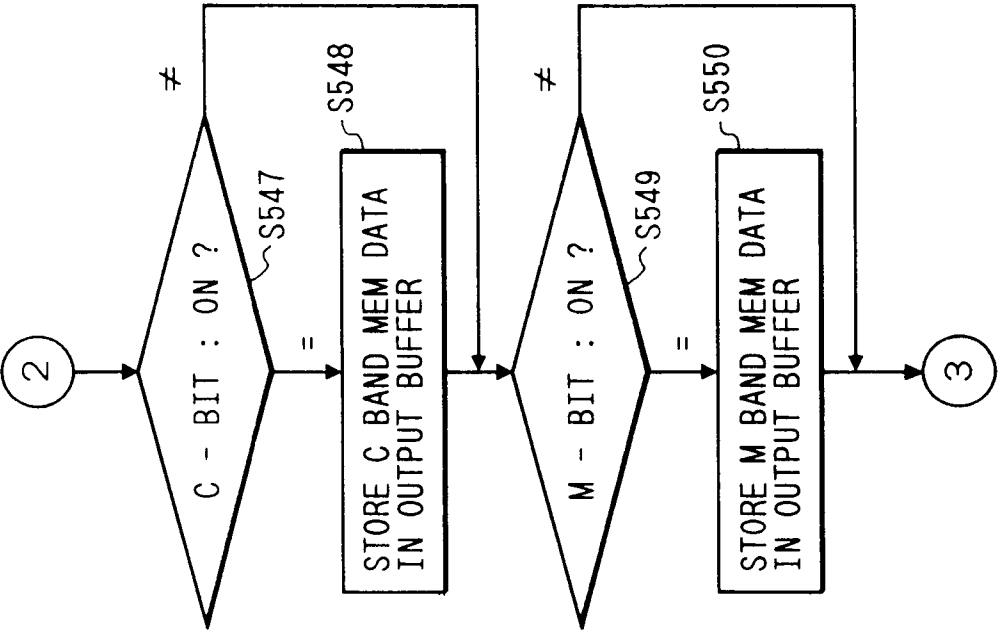 2
C - BIT : ON ?
S547
≠
=
STORE C BAND MEM DATA
IN OUTPUT BUFFER
S548
M - BIT : ON ?
S549
≠
=
STORE M BAND MEM DATA
IN OUTPUT BUFFER
S550
3